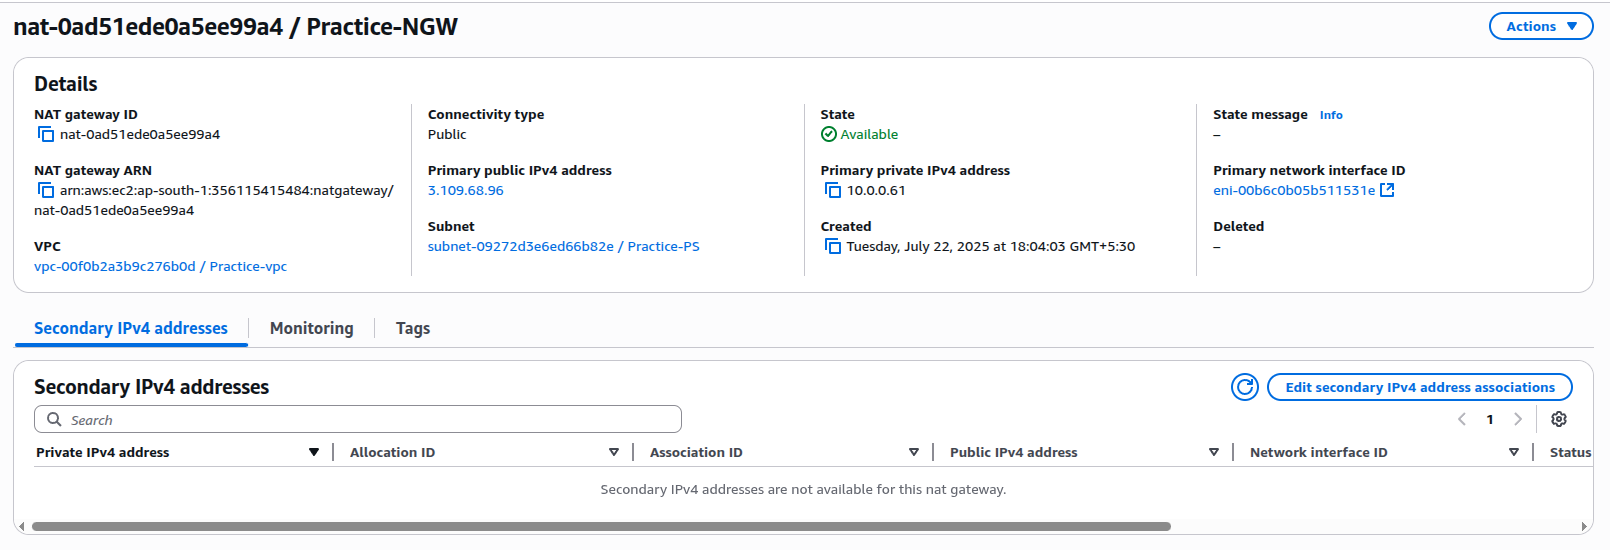 nat-0ad51ede0a5ee99a4 / Practice-NGW
Actions
Details
NAT gateway ID
nat-0ad51ede0a5ee99a4
NAT gateway ARN
arn:aws:ec2:ap-south-1:356115415484:natgateway/
nat-0ad51ede0a5ee99a4
VPC
vpc-00f0b2a3b9c276b0d / Practice-vpc
Connectivity type
Public
Primary public IPv4 address
3.109.68.96
Subnet
subnet-09272d3e6ed66b82e / Practice-PS
State
Available
Primary private IPv4 address
10.0.0.61
Created
Tuesday, July 22, 2025 at 18:04:03 GMT+5:30
State message Info
–
Primary network interface ID
eni-00b6c0b05b511531e
Deleted
–
Secondary IPv4 addresses Monitoring Tags
Secondary IPv4 addresses
Edit secondary IPv4 address associations
Search
1
Private IPv4 address Allocation ID Association ID Public IPv4 address Network interface ID Status
Secondary IPv4 addresses are not available for this nat gateway.